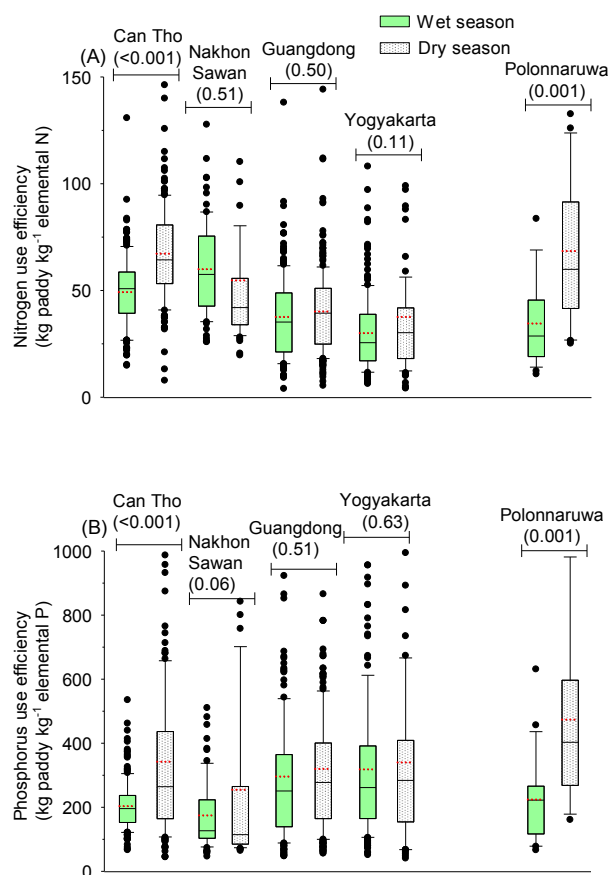 Wet season
Dry season
(A)
Can Tho
(<0.001)
Nakhon
Sawan
(0.51)
Guangdong
(0.50)
Yogyakarta
(0.11)
Polonnaruwa
(0.001)
Nitrogen use efficiency
(kg paddy kg⁻¹ elemental N)
150
100
50
0
(B)
Can Tho
(<0.001)
Nakhon
Sawan
(0.06)
Guangdong
(0.51)
Yogyakarta
(0.63)
Polonnaruwa
(0.001)
Phosphorus use efficiency
(kg paddy kg⁻¹ elemental P)
1000
800
600
400
200
0